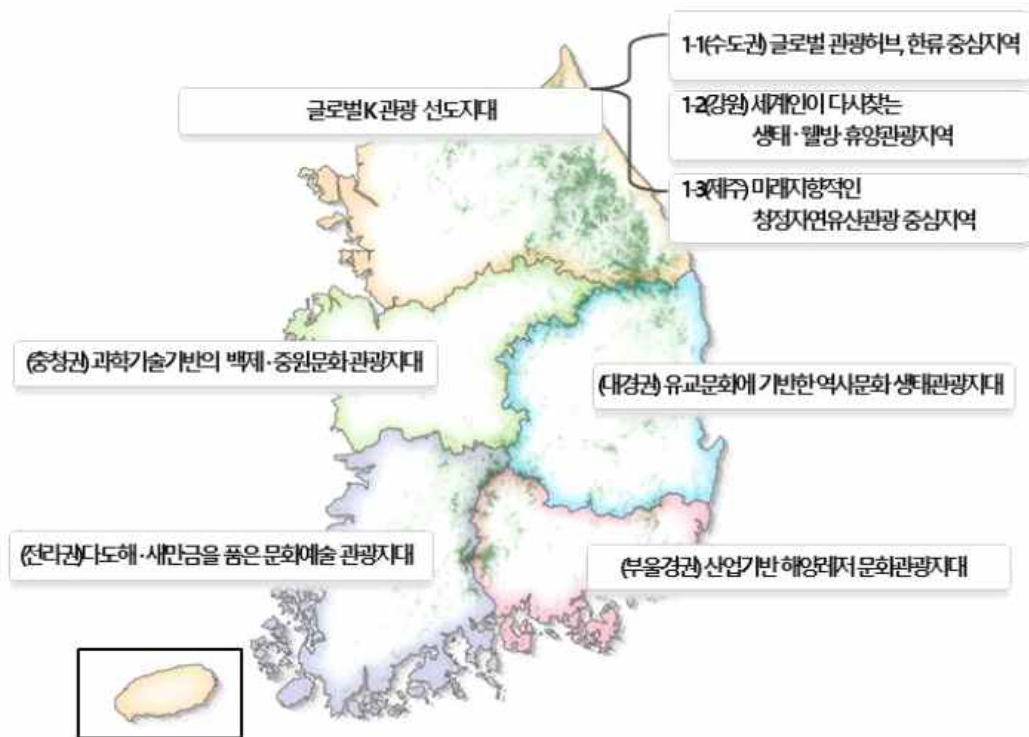 글로벌K관광 선도지대
1-1(수도권) 글로벌 관광허브, 한류 중심지역
1-2(강원) 세계인이 다시찾는
생태·웰빙·휴양관광지역
1-3(제주) 미래지향적인
청정자연유산관광 중심지역
(충청권) 과학기술기반의 백제·중원문화 관광지대
(대경권) 유교문화에 기반한 역사문화 생태관광지대
(전라권)다도해·새만금을 품은 문화예술 관광지대
(부울경권) 산업기반 해양레저 문화관광지대